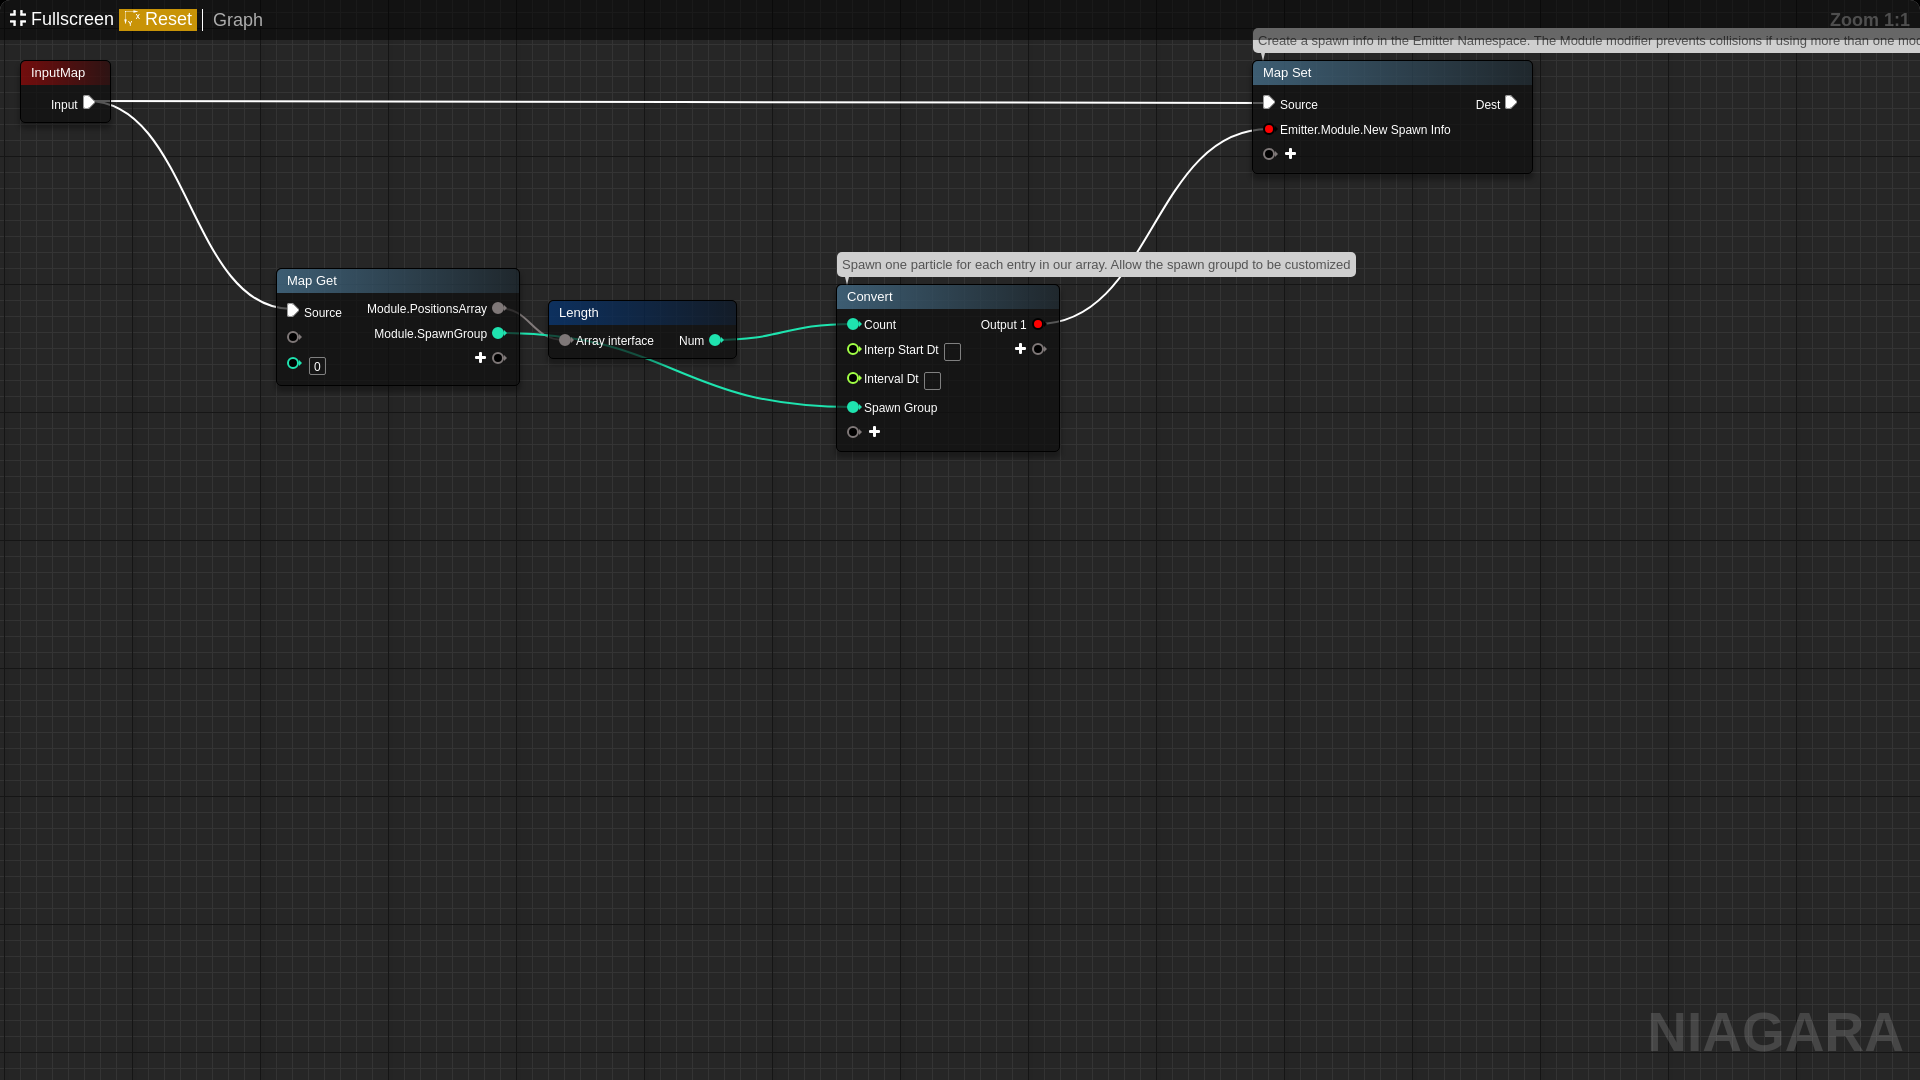 Fullscreen Reset Graph
Zoom 1:1
Create a spawn info in the Emitter Namespace. The Module modifier prevents collisions if using more than one
InputMap
Input
Map Set
Source Dest
Emitter.Module.New Spawn Info
Map Get
Source Module.PositionsArray
Module.SpawnGroup
0
Length
Array interface Num
Spawn one particle for each entry in our array. Allow the spawn groupd to be customized
Convert
Count Output 1
Interp Start Dt
Interval Dt
Spawn Group
NIAGARA